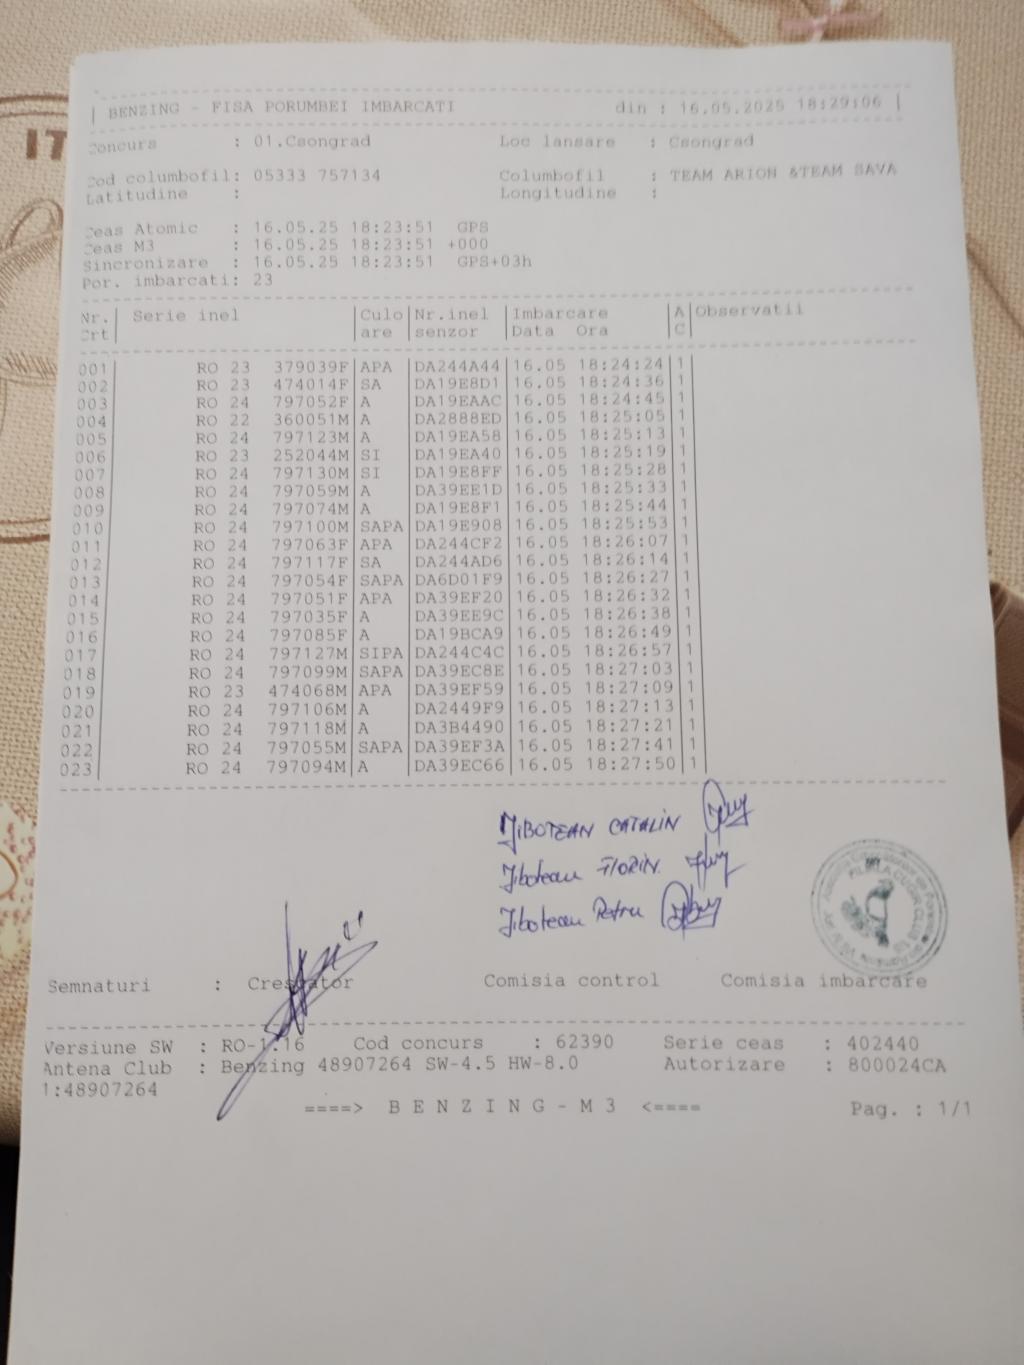 IT
| BENZING - FISA PORUMBEI IMBARCATI din : 16.05.2025 18:29:06 |
Concurs : 01.Csongrad Loc lansare : Csongrad
Cod columbofil: 05333 757134 Columbofil : TEAM ARION &TEAM SAVA
Latitudine : Longitudine :
Ceas Atomic : 16.05.25 18:23:51 GPS
Ceas M3 : 16.05.25 18:23:51 +000
Sincronizare : 16.05.25 18:23:51 GPS+03h
Por. imbarcati: 23
Nr.| Serie inel |Culo|Nr.inel |Imbarcare |A|Observatii
Crt| |are |senzor |Data Ora |C|
001| RO 23 379039F|APA |DA244A44|16.05 18:24:24|1|
002| RO 23 474014F|SA |DA19E8D1|16.05 18:24:36|1|
003| RO 24 797052F|A |DA19EAAC|16.05 18:24:45|1|
004| RO 22 360051M|A |DA2888ED|16.05 18:25:05|1|
005| RO 24 797123M|A |DA19EA58|16.05 18:25:13|1|
006| RO 23 252044M|SI |DA19EA40|16.05 18:25:19|1|
007| RO 24 797130M|SI |DA19E8FF|16.05 18:25:28|1|
008| RO 24 797059M|A |DA39EE1D|16.05 18:25:33|1|
009| RO 24 797074M|A |DA19E8F1|16.05 18:25:44|1|
010| RO 24 797100M|SAPA|DA19E908|16.05 18:25:53|1|
011| RO 24 797063F|APA |DA244CF2|16.05 18:26:07|1|
012| RO 24 797117F|SA |DA244AD6|16.05 18:26:14|1|
013| RO 24 797054F|SAPA|DA6D01F9|16.05 18:26:27|1|
014| RO 24 797051F|APA |DA39EF20|16.05 18:26:32|1|
015| RO 24 797035F|A |DA39EE9C|16.05 18:26:38|1|
016| RO 24 797085F|A |DA19BCA9|16.05 18:26:49|1|
017| RO 24 797127M|SIPA|DA244C4C|16.05 18:26:57|1|
018| RO 24 797099M|SAPA|DA39EC8E|16.05 18:27:03|1|
019| RO 23 474068M|APA |DA39EF59|16.05 18:27:09|1|
020| RO 24 797106M|A |DA2449F9|16.05 18:27:13|1|
021| RO 24 797118M|A |DA3B4490|16.05 18:27:21|1|
022| RO 24 797055M|SAPA|DA39EF3A|16.05 18:27:41|1|
023| RO 24 797094M|A |DA39EC66|16.05 18:27:50|1|
JIBOTEAN CATALIN
Jiboteau FLORIN
Jiboteau Petru
FILIALA CUGIR CLUB
Semnaturi : Crescator Comisia control Comisia imbarcare
Versiune SW : RO-1.16 Cod concurs : 62390 Serie ceas : 402440
Antena Club : Benzing 48907264 SW-4.5 HW-8.0 Autorizare : 800024CA
1:48907264
====> B E N Z I N G - M 3 <==== Pag. : 1/1